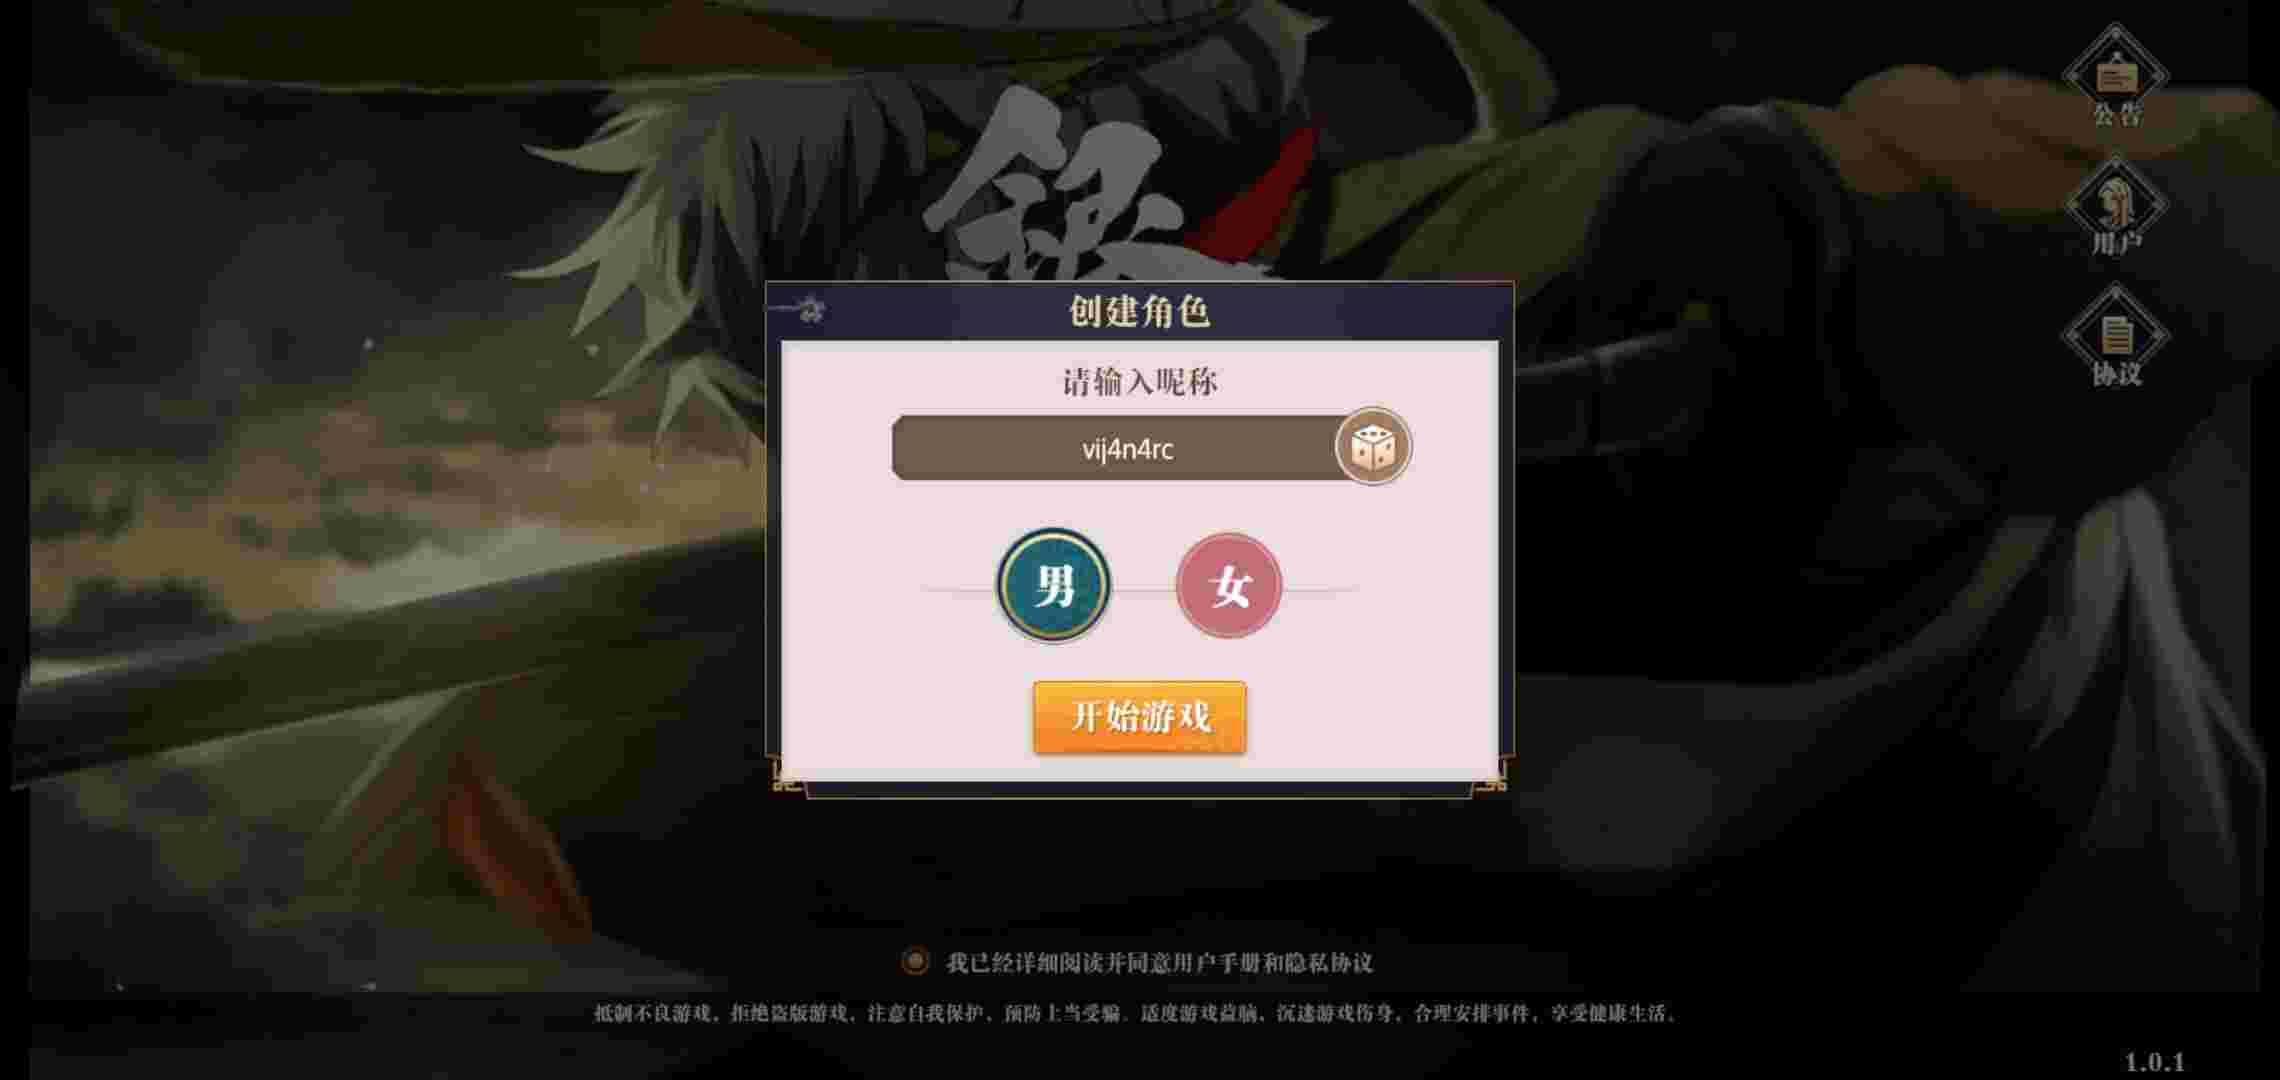 公告
用户
协议
银
创建角色
请输入昵称
vij4n4rc
男
女
开始游戏
我已经详细阅读并同意用户手册和隐私协议
抵制不良游戏，拒绝盗版游戏，注意自我保护，预防上当受骗。适度游戏益脑，沉迷游戏伤身，合理安排事件，享受健康生活。
1.0.1